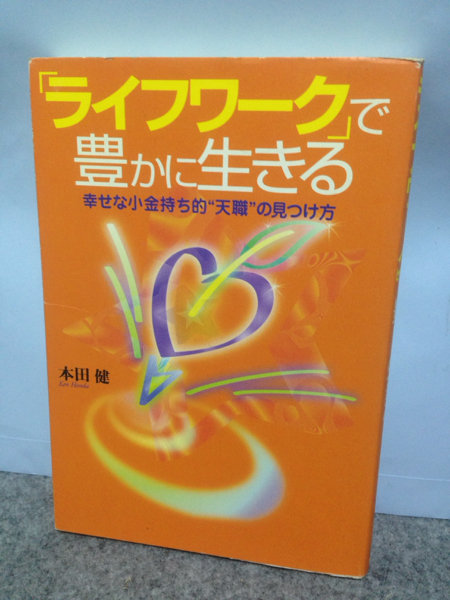 「ライフワーク」で
豊かに生きる
幸せな小金持ち的“天職”の見つけ方
本田 健
Ken Honda